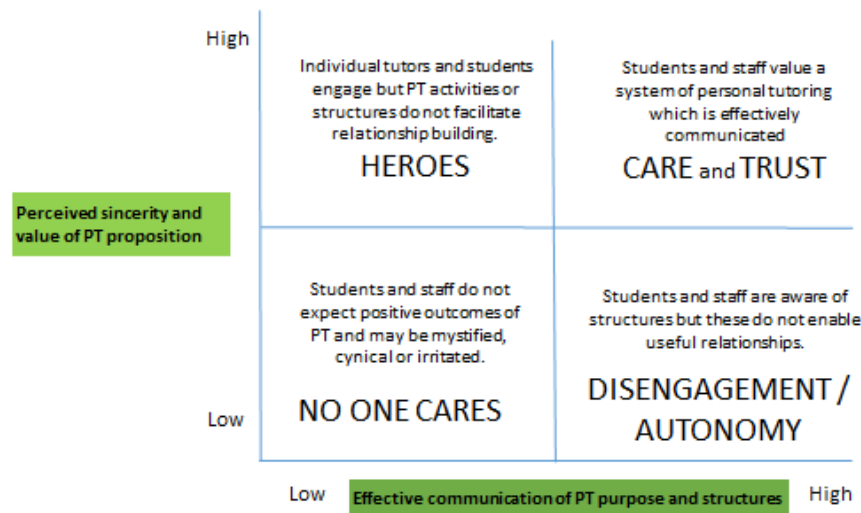 High
Individual tutors and students
engage but PT activities or
structures do not facilitate
relationship building.
HEROES
Students and staff value a
system of personal tutoring
which is effectively
communicated
CARE and TRUST
Perceived sincerity and
value of PT proposition
Students and staff do not
expect positive outcomes of
PT and may be mystified,
cynical or irritated.
NO ONE CARES
Students and staff are aware of
structures but these do not enable
useful relationships.
DISENGAGEMENT /
AUTONOMY
Low
Low
Effective communication of PT purpose and structures
High